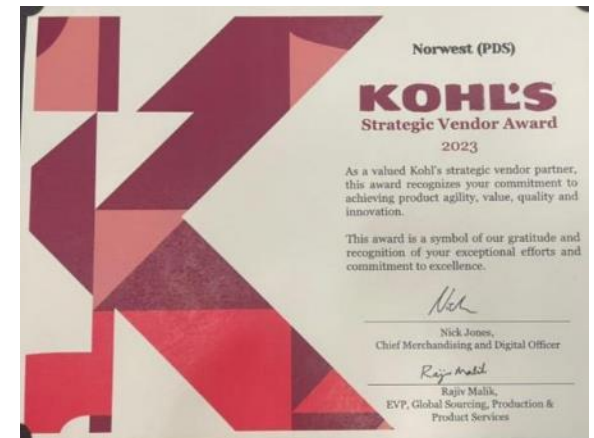 Norwest (PDS)
KOHL'S
Strategic Vendor Award
2023
As a valued Kohl's strategic vendor partner,
this award recognizes your commitment to
achieving product agility, value, quality and
innovation.
This award is a symbol of our gratitude and
recognition of your exceptional efforts and
commitment to excellence.
Nick Jones,
Chief Merchandising and Digital Officer
Rajiv Malik
Rajiv Malik,
EVP, Global Sourcing, Production &
Product Services